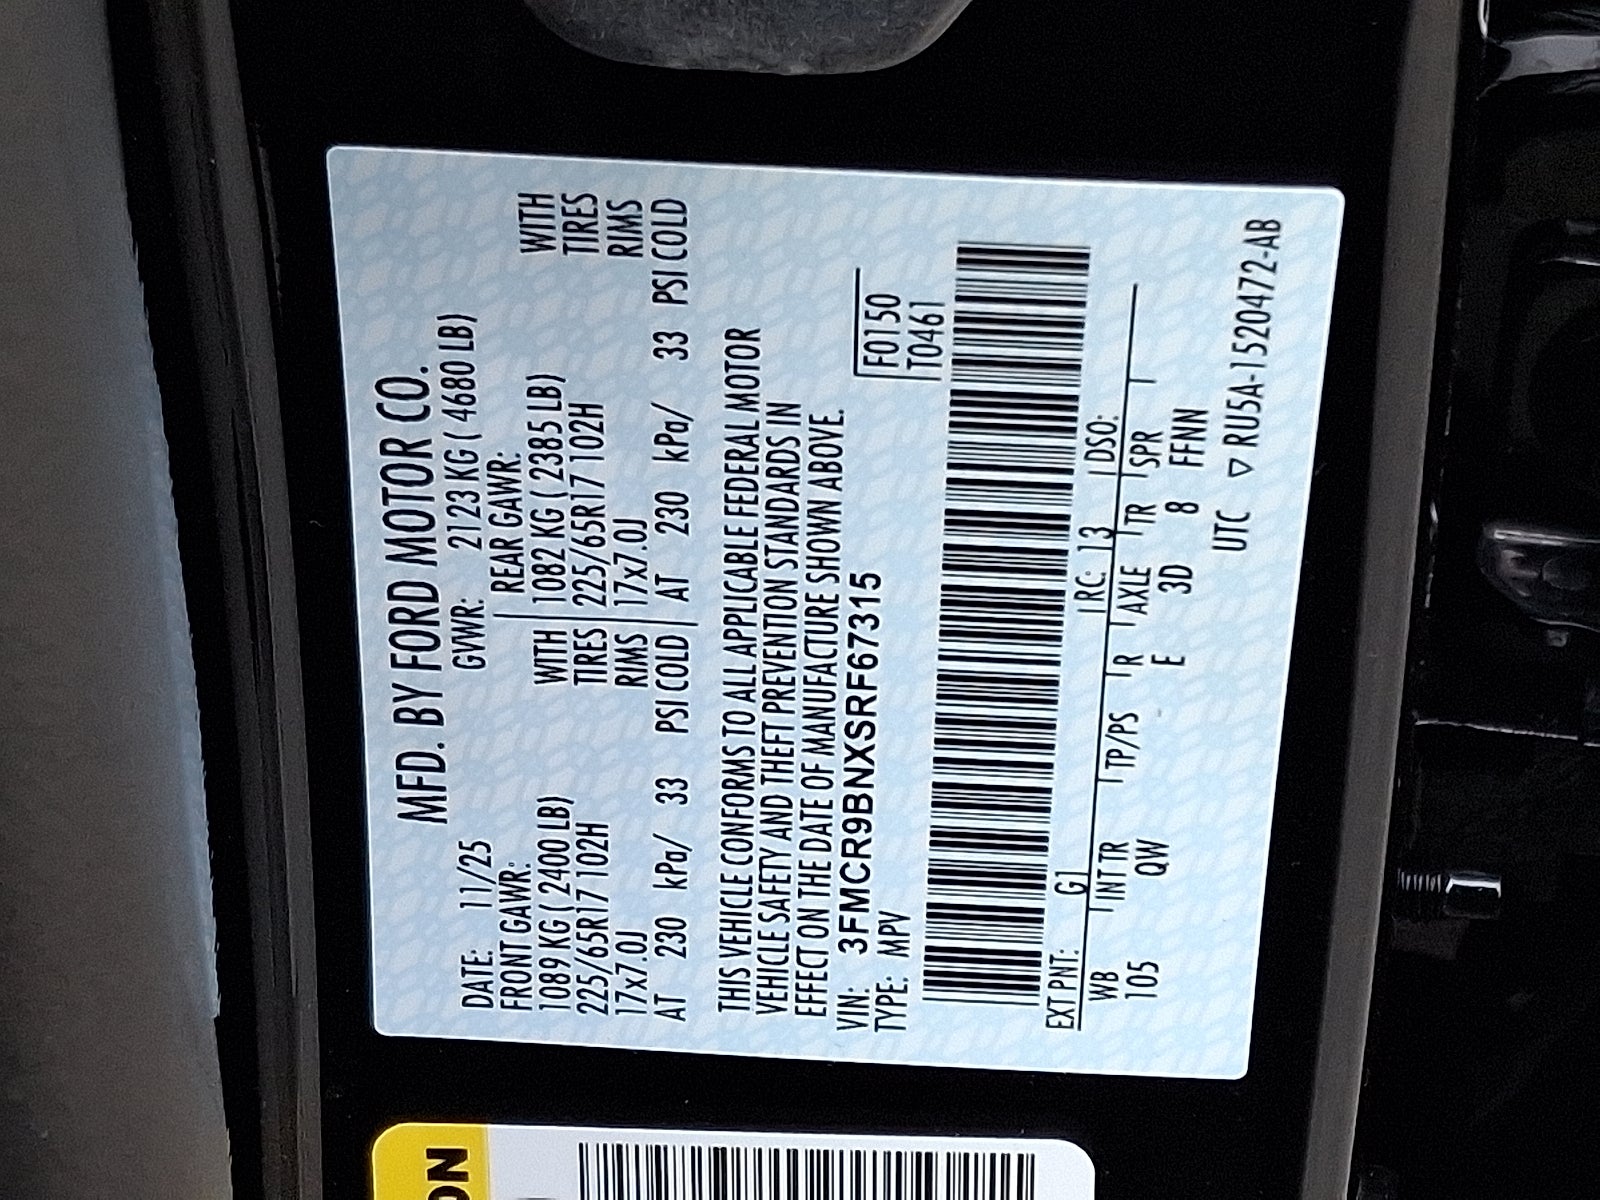 MFD. BY FORD MOTOR CO.
DATE: 11/25 GVWR: 2123 KG ( 4680 LB)
FRONT GAWR: REAR GAWR:
1089 KG ( 2400 LB) WITH 1082 KG ( 2385 LB) WITH
225/65R17 102H TIRES 225/65R17 102H TIRES
17x7.0J RIMS 17x7.0J RIMS
AT 230 kPa/ 33 PSI COLD AT 230 kPa/ 33 PSI COLD
THIS VEHICLE CONFORMS TO ALL APPLICABLE FEDERAL MOTOR
VEHICLE SAFETY AND THEFT PREVENTION STANDARDS IN
EFFECT ON THE DATE OF MANUFACTURE SHOWN ABOVE.
VIN: 3FMCR9BNXSRF67315
TYPE: MPV
F0150
T0461
EXT PNT: G1 RC: 13 DSO:
WB INT TR TP/PS R AXLE TR SPR
105 QW E 3D 8 FFNN
UTC ▽ RU5A-1520472-AB